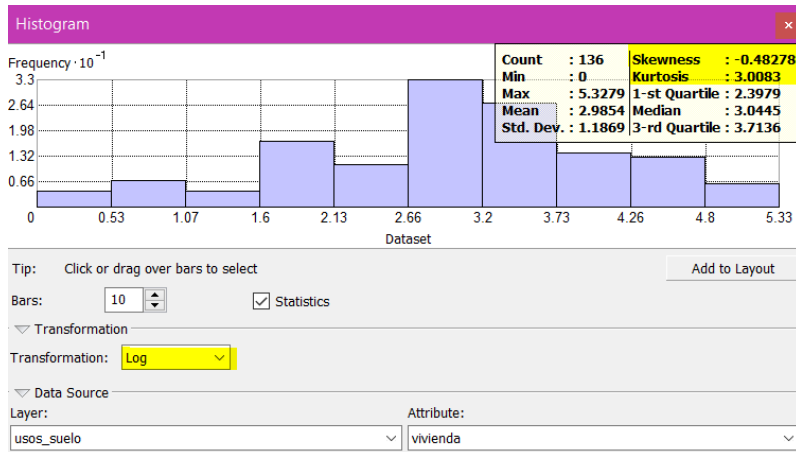 Histogram
×
Frequency · 10⁻¹
Count : 136 Skewness : -0.48278
Min : 0 Kurtosis : 3.0083
Max : 5.3279 1-st Quartile : 2.3979
Mean : 2.9854 Median : 3.0445
Std. Dev. : 1.1869 3-rd Quartile : 3.7136
3.3
2.64
1.98
1.32
0.66
0 0.53 1.07 1.6 2.13 2.66 3.2 3.73 4.26 4.8 5.33
Dataset
Tip: Click or drag over bars to select Add to Layout
Bars: 10 Statistics
Transformation
Transformation: Log
Data Source
Layer: Attribute:
usos_suelo vivienda